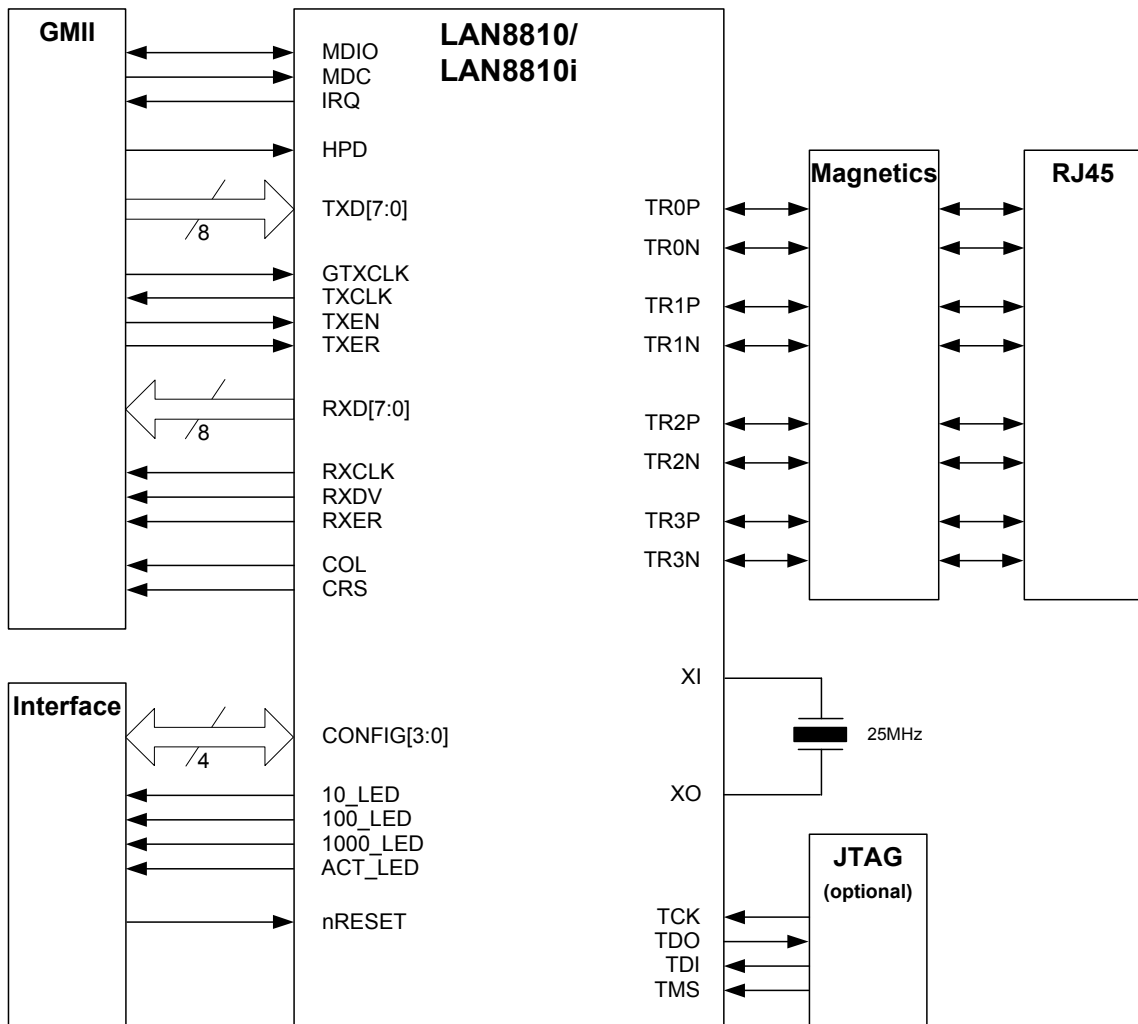 GMII
LAN8810/
LAN8810i
MDIO
MDC
IRQ
HPD
TXD[7:0]
8
GTXCLK
TXCLK
TXEN
TXER
RXD[7:0]
8
RXCLK
RXDV
RXER
COL
CRS
Magnetics
RJ45
TR0P
TR0N
TR1P
TR1N
TR2P
TR2N
TR3P
TR3N
Interface
CONFIG[3:0]
4
10_LED
100_LED
1000_LED
ACT_LED
nRESET
XI
25MHz
XO
JTAG
(optional)
TCK
TDO
TDI
TMS